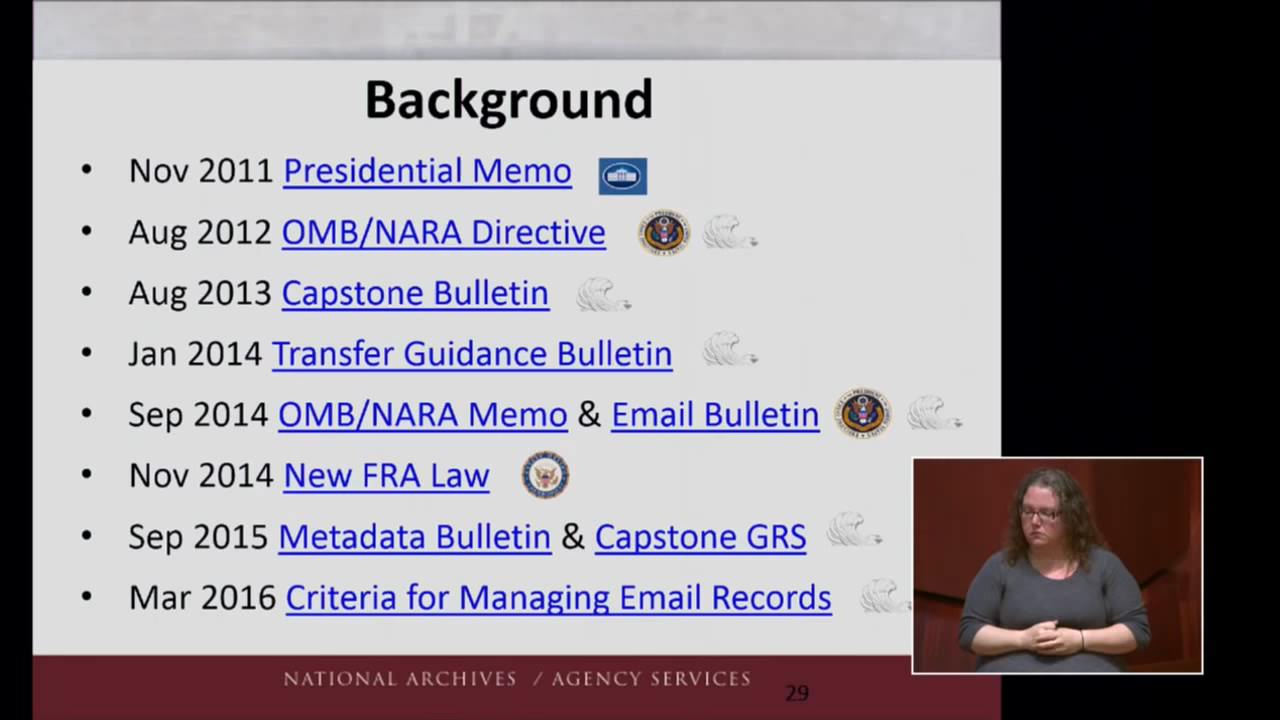 Background
• Nov 2011 Presidential Memo
• Aug 2012 OMB/NARA Directive
• Aug 2013 Capstone Bulletin
• Jan 2014 Transfer Guidance Bulletin
• Sep 2014 OMB/NARA Memo & Email Bulletin
• Nov 2014 New FRA Law
• Sep 2015 Metadata Bulletin & Capstone GRS
• Mar 2016 Criteria for Managing Email Records
NATIONAL ARCHIVES / AGENCY SERVICES
29